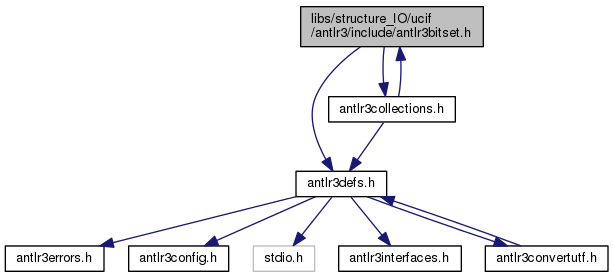 libs/structure_IO/ucif
/antlr3/include/antlr3bitset.h
antlr3collections.h
antlr3defs.h
antlr3errors.h
antlr3config.h
stdio.h
antlr3interfaces.h
antlr3convertutf.h